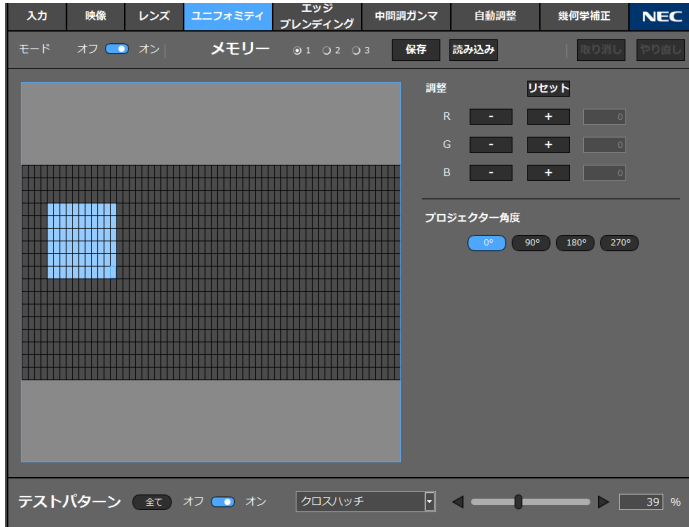 入力 映像 レンズ ユニフォミティ エッジ ブレンディング 中間調ガンマ 自動調整 幾何学補正 NEC
モード オフ オン メモリー 1 2 3 保存 読み込み 取り消し やり直し
調整 リセット
R - + 0
G - + 0
B - + 0
プロジェクター角度
0° 90° 180° 270°
テストパターン 全て オフ オン クロスハッチ 39 %